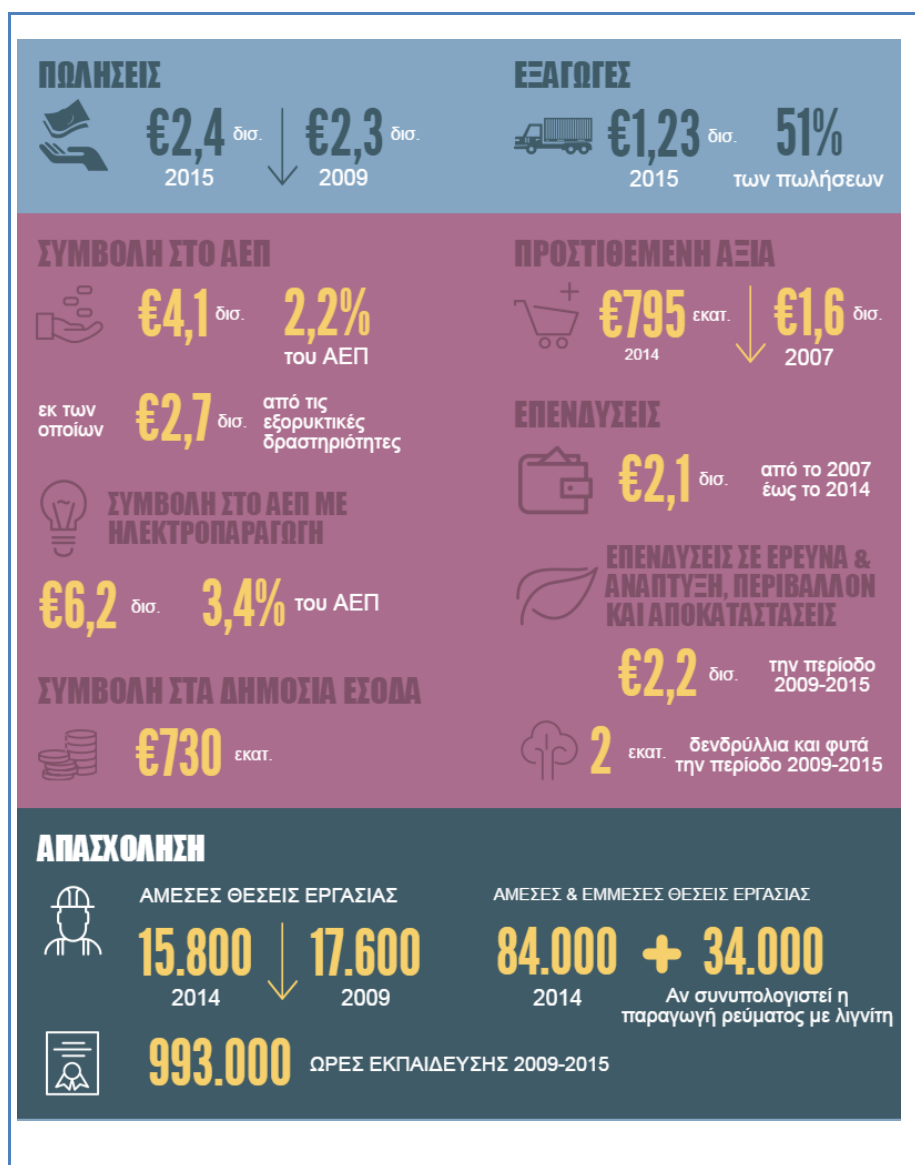 ΠΩΛΗΣΕΙΣ
€2,4 δισ. €2,3 δισ.
2015 2009
ΕΞΑΓΩΓΕΣ
€1,23 δισ. 51%
2015 των πωλήσεων
ΣΥΜΒΟΛΗ ΣΤΟ ΑΕΠ
€4,1 δισ. 2,2%
του ΑΕΠ
εκ των
οποίων
€2,7 δισ.
από τις
εξορυκτικές
δραστηριότητες
ΣΥΜΒΟΛΗ ΣΤΟ ΑΕΠ ΜΕ
ΗΛΕΚΤΡΟΠΑΡΑΓΩΓΗ
€6,2 δισ. 3,4% του ΑΕΠ
ΣΥΜΒΟΛΗ ΣΤΑ ΔΗΜΟΣΙΑ ΕΣΟΔΑ
€730 εκατ.
ΠΡΟΣΤΙΘΕΜΕΝΗ ΑΞΙΑ
€795 εκατ. €1,6 δισ.
2014 2007
ΕΠΕΝΔΥΣΕΙΣ
€2,1 δισ.
από το 2007
έως το 2014
ΕΠΕΝΔΥΣΕΙΣ ΣΕ ΕΡΕΥΝΑ &
ΑΝΑΠΤΥΞΗ, ΠΕΡΙΒΑΛΛΟΝ
ΚΑΙ ΑΠΟΚΑΤΑΣΤΑΣΕΙΣ
€2,2 δισ.
την περίοδο
2009-2015
2 εκατ.
δενδρύλλια και φυτά
την περίοδο 2009-2015
ΑΠΑΣΧΟΛΗΣΗ
ΑΜΕΣΕΣ ΘΕΣΕΙΣ ΕΡΓΑΣΙΑΣ
15.800 17.600
2014 2009
ΑΜΕΣΕΣ & ΕΜΜΕΣΕΣ ΘΕΣΕΙΣ ΕΡΓΑΣΙΑΣ
84.000 + 34.000
2014
Αν συνυπολογιστεί η
παραγωγή ρεύματος με λιγνίτη
993.000 ΩΡΕΣ ΕΚΠΑΙΔΕΥΣΗΣ 2009-2015